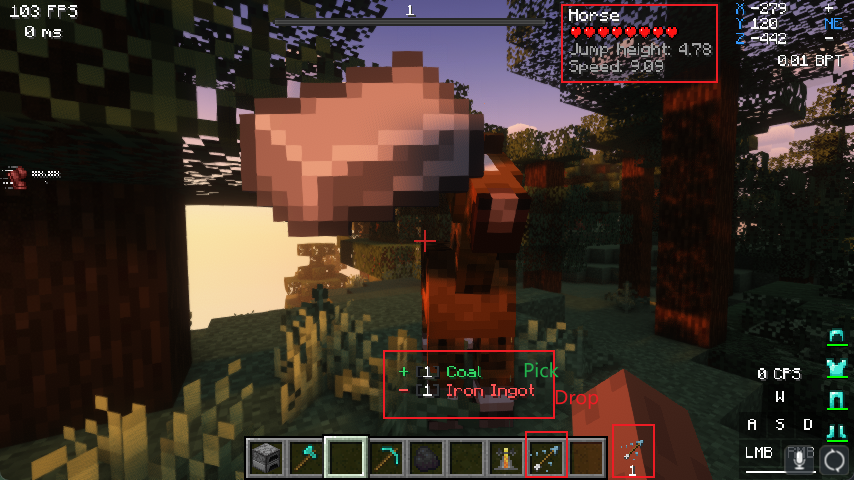 103 FPS
0 ms
1
Horse
Jump Height: 4.78
Speed: 9.09
X -279 +
Y 120 NE
Z -442 -
0.01 BPT
+ 1 Coal Pick
- 1 Iron Ingot
Drop
0 CPS
W
A S D
LMB
1